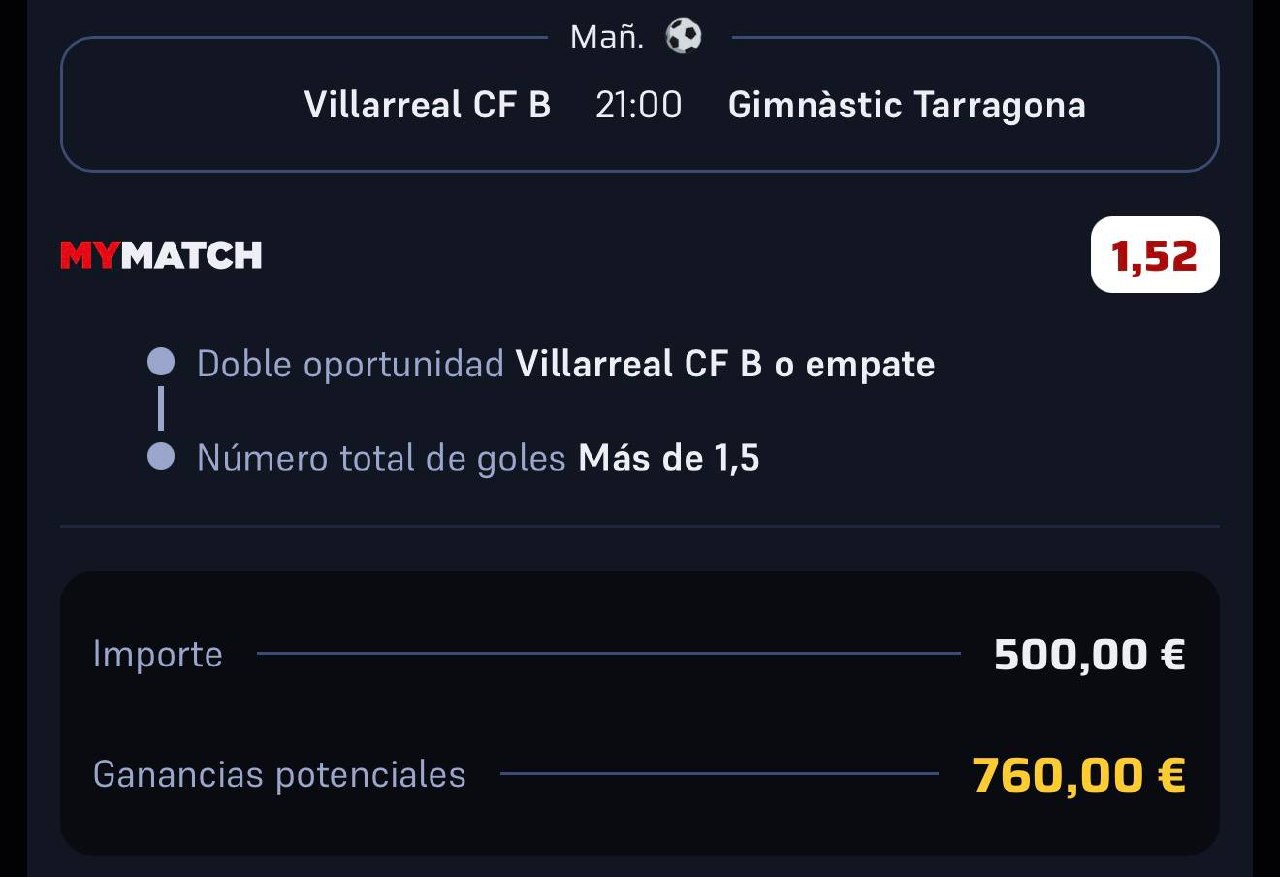 Mañ.
Villarreal CF B 21:00 Gimnàstic Tarragona
MYMATCH 1,52
Doble oportunidad Villarreal CF B o empate
Número total de goles Más de 1,5
Importe 500,00 €
Ganancias potenciales 760,00 €